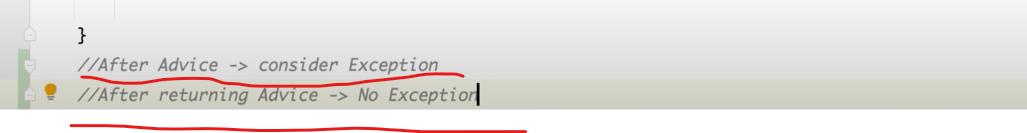 }
//After Advice -> consider Exception
//After returning Advice -> No Exception